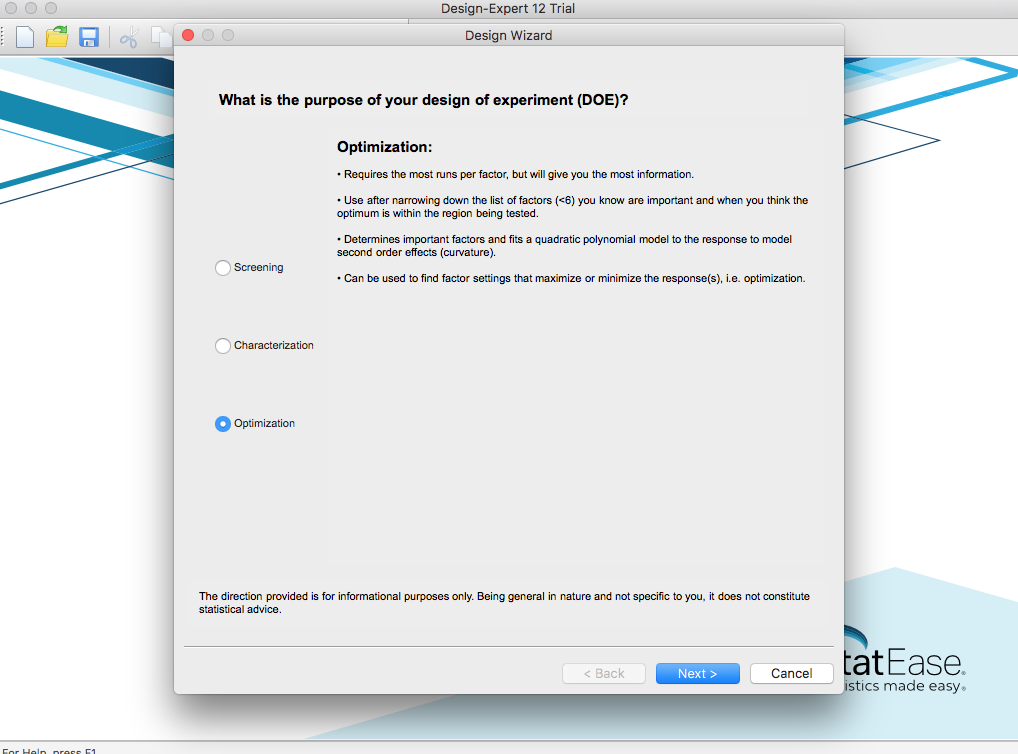 Design-Expert 12 Trial
Design Wizard
What is the purpose of your design of experiment (DOE)?
Optimization:
• Requires the most runs per factor, but will give you the most information.
• Use after narrowing down the list of factors (<6) you know are important and when you think the
optimum is within the region being tested.
• Determines important factors and fits a quadratic polynomial model to the response to model
second order effects (curvature).
• Can be used to find factor settings that maximize or minimize the response(s), i.e. optimization.
Screening
Characterization
Optimization
The direction provided is for informational purposes only. Being general in nature and not specific to you, it does not constitute
statistical advice.
tatEase.
istics made easy®
< Back
Next >
Cancel
For Help, press F1